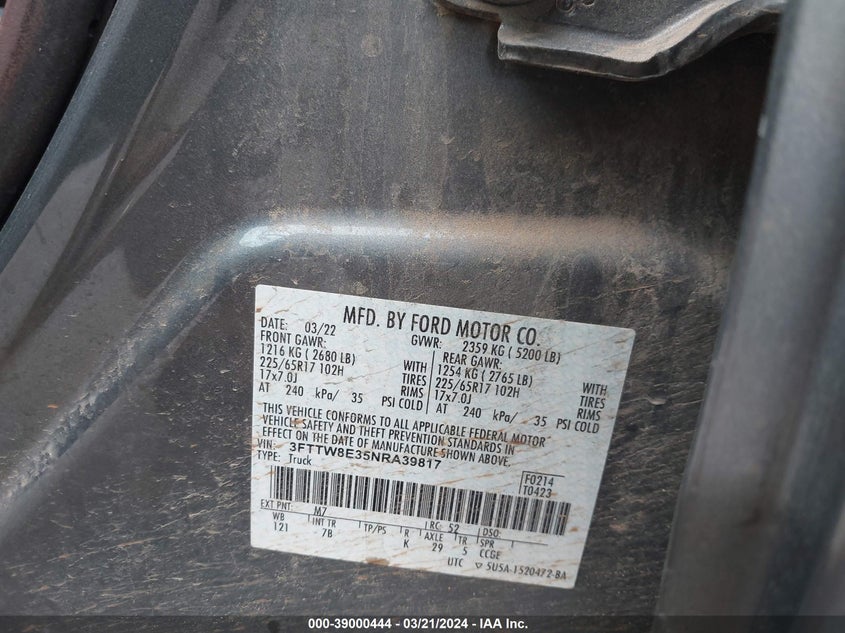 MFD. BY FORD MOTOR CO.
DATE: 03/22 GVWR: 2359 KG ( 5200 LB)
FRONT GAWR: REAR GAWR:
1216 KG ( 2680 LB) WITH 1254 KG ( 2765 LB) WITH
225/65R17 102H TIRES 225/65R17 102H TIRES
17x7.0J RIMS 17x7.0J RIMS
AT 240 kPa/ 35 PSI COLD AT 240 kPa/ 35 PSI COLD
THIS VEHICLE CONFORMS TO ALL APPLICABLE FEDERAL MOTOR
VEHICLE SAFETY AND THEFT PREVENTION STANDARDS IN
EFFECT ON THE DATE OF MANUFACTURE SHOWN ABOVE.
VIN: 3FTTW8E35NRA39817
TYPE: Truck
F0214
T0423
EXT PNT: M7 RC: 52 DSO:
WB INT TR TP/PS R AXLE TR SPR
121 7B K 29 5 CCGE
UTC ▽ 5U5A-1520472-BA
000-39000444 - 03/21/2024 - IAA Inc.